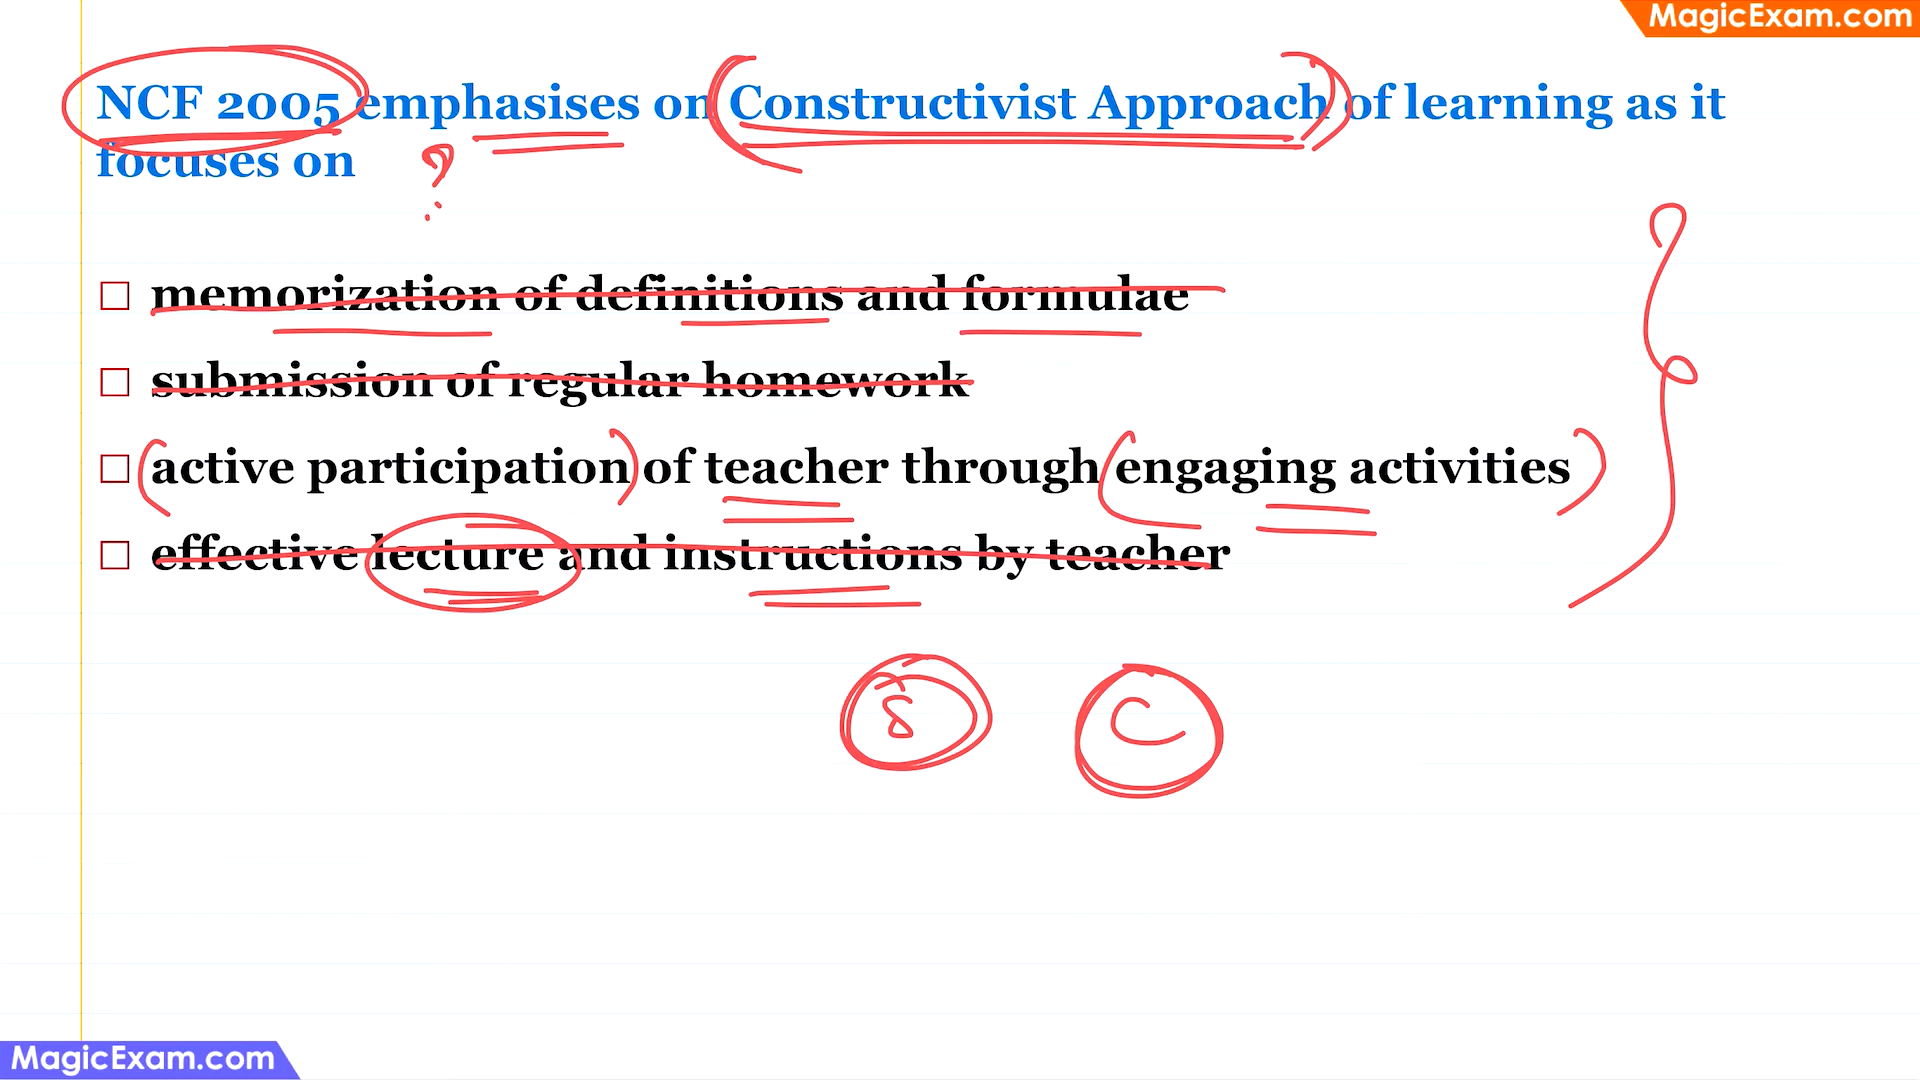 MagicExam.com
NCF 2005 emphasises on Constructivist Approach of learning as it
focuses on
?
memorization of definitions and formulae
submission of regular homework
active participation of teacher through engaging activities
effective lecture and instructions by teacher
C
MagicExam.com